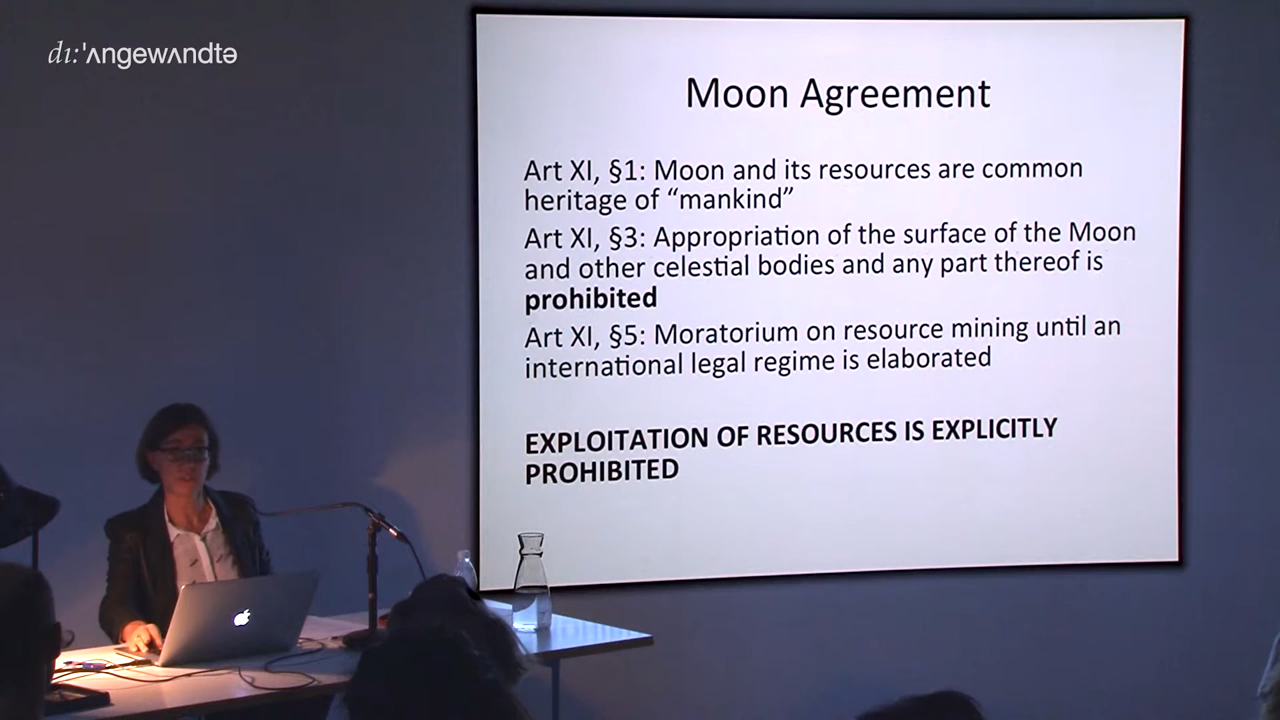 dı:ˈʌngewʌndtə
Moon Agreement
Art XI, §1: Moon and its resources are common
heritage of “mankind”
Art XI, §3: Appropriation of the surface of the Moon
and other celestial bodies and any part thereof is
prohibited
Art XI, §5: Moratorium on resource mining until an
international legal regime is elaborated
EXPLOITATION OF RESOURCES IS EXPLICITLY
PROHIBITED